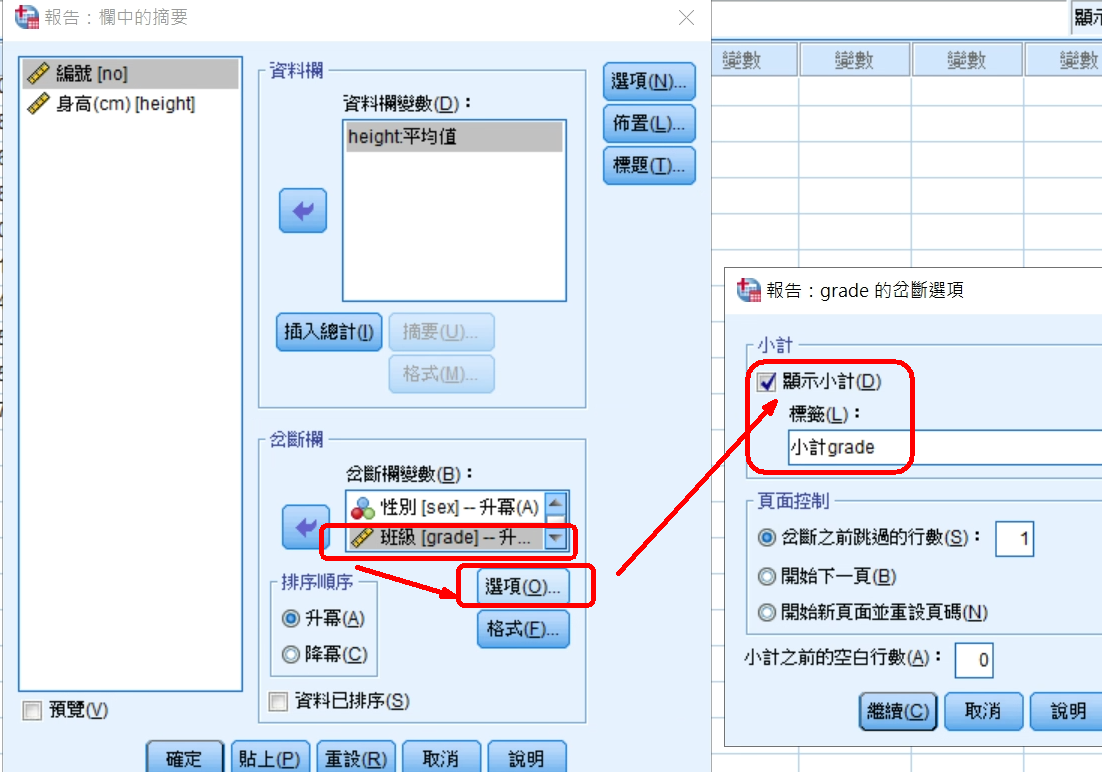 報告：欄中的摘要
顯示
變數 變數 變數 變數
編號 [no]
身高(cm) [height]
資料欄
資料欄變數(D)：
height:平均值
選項(N)...
佈置(L)...
標題(T)...
插入總計(I)
摘要(U)...
格式(M)...
岔斷欄
岔斷欄變數(B)：
性別 [sex] -- 升冪(A)
班級 [grade] -- 升...
排序順序
升冪(A)
降冪(C)
選項(O)...
格式(F)...
資料已排序(S)
預覽(V)
確定 貼上(P) 重設(R) 取消 說明
報告：grade 的岔斷選項
小計
顯示小計(D)
標籤(L)：
小計grade
頁面控制
岔斷之前跳過的行數(S)： 1
開始下一頁(B)
開始新頁面並重設頁碼(N)
小計之前的空白行數(A)： 0
繼續(C) 取消 說明